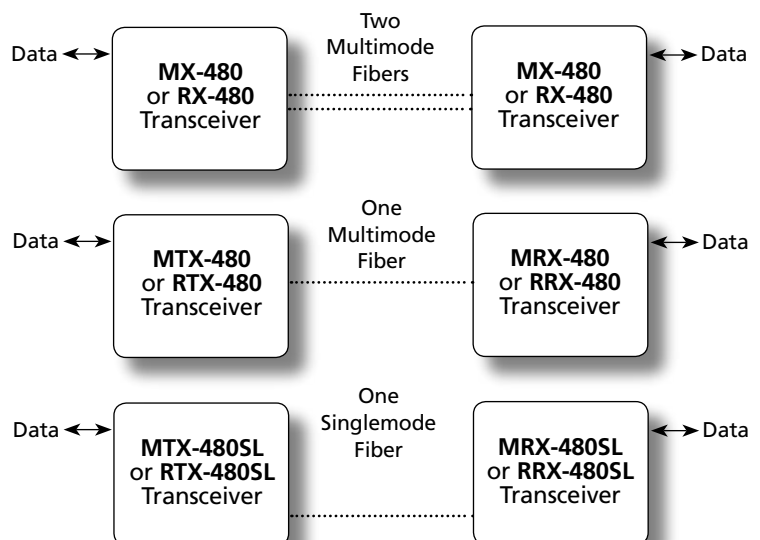 Two
Multimode
Fibers
Data
MX-480
or RX-480
Transceiver
MX-480
or RX-480
Transceiver
Data
One
Multimode
Fiber
Data
MTX-480
or RTX-480
Transceiver
MRX-480
or RRX-480
Transceiver
Data
One
Singlemode
Fiber
Data
MTX-480SL
or RTX-480SL
Transceiver
MRX-480SL
or RRX-480SL
Transceiver
Data